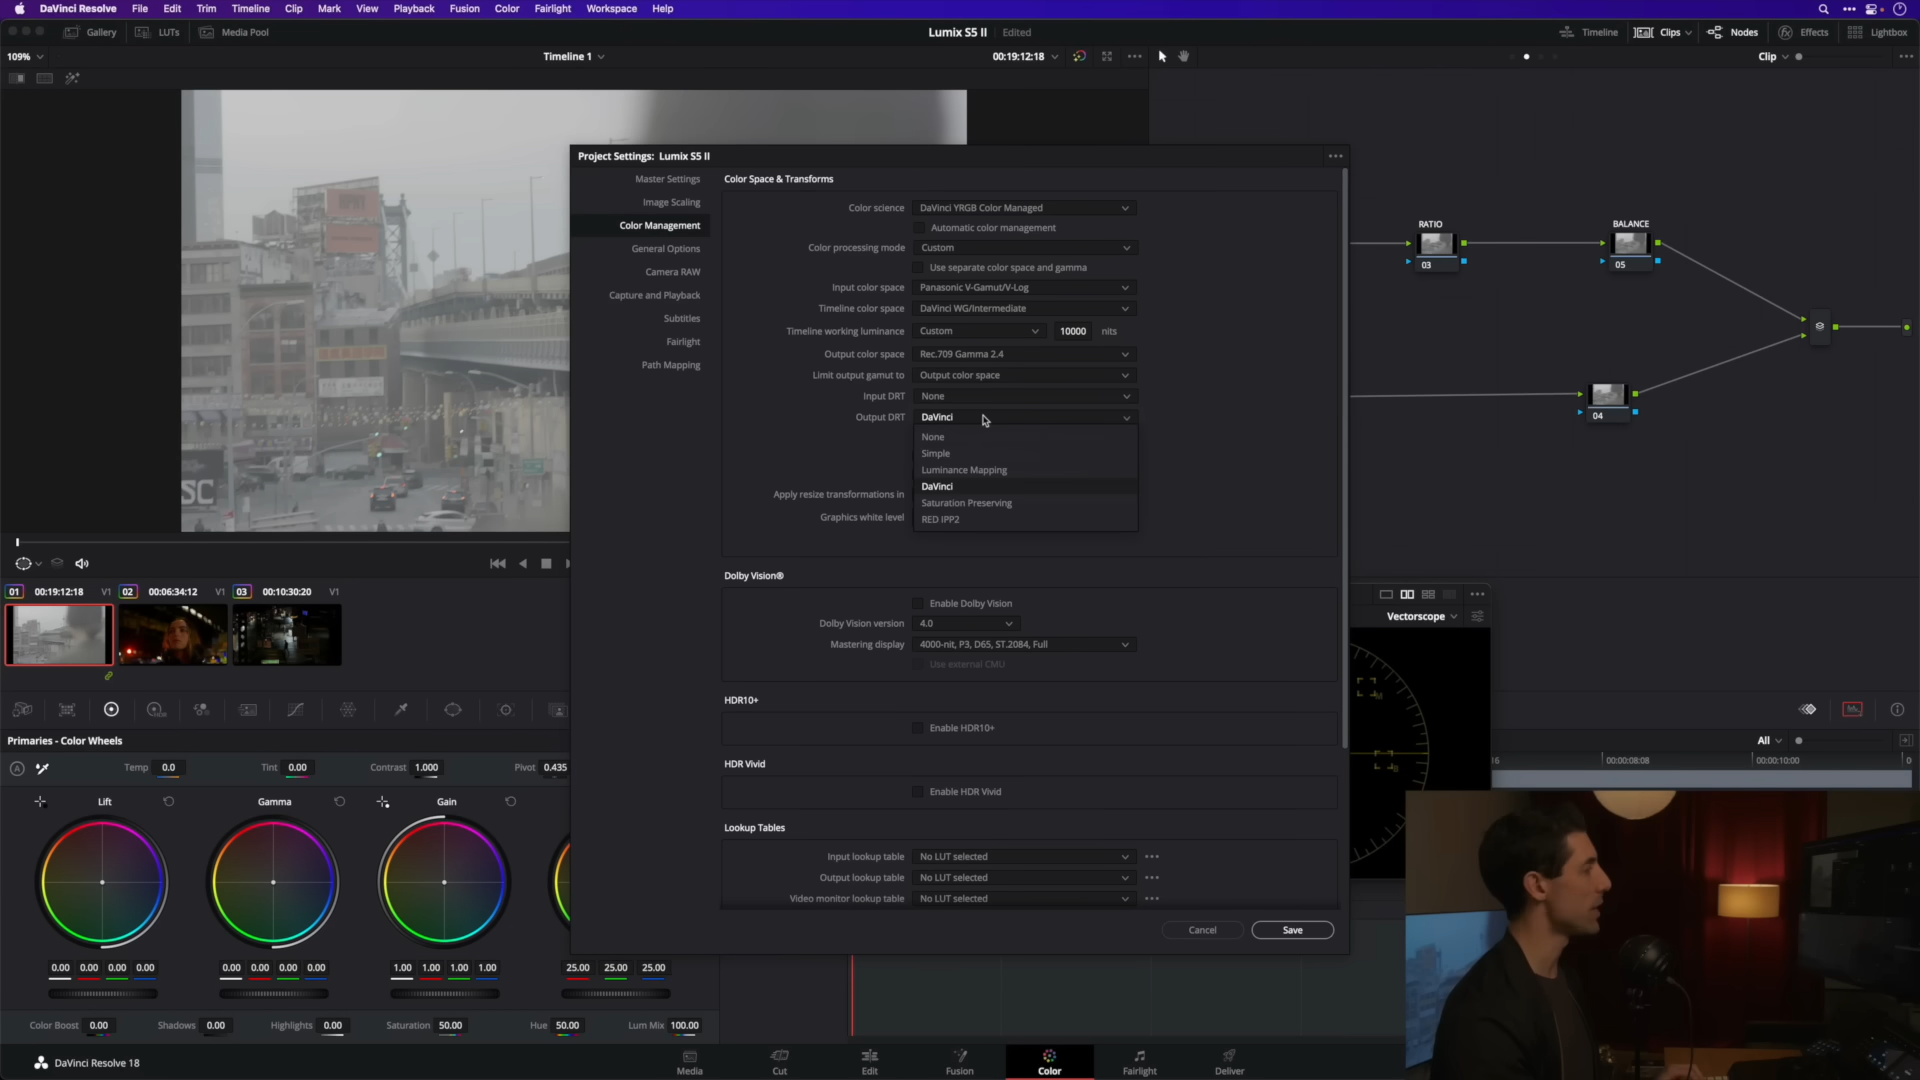 DaVinci Resolve File Edit Trim Timeline Clip Mark View Playback Fusion Color Fairlight Workspace Help
Gallery LUTs Media Pool Lumix S5 II Edited Timeline Clips Nodes Effects Lightbox
109% Timeline 1 00:19:12:18 Clip
Project Settings: Lumix S5 II
Master Settings
Image Scaling
Color Management
General Options
Camera RAW
Capture and Playback
Subtitles
Fairlight
Path Mapping
Color Space & Transforms
Color science DaVinci YRGB Color Managed
Automatic color management
Color processing mode Custom
Use separate color space and gamma
Input color space Panasonic V-Gamut/V-Log
Timeline color space DaVinci WG/Intermediate
Timeline working luminance Custom 10000 nits
Output color space Rec.709 Gamma 2.4
Limit output gamut to Output color space
Input DRT None
Output DRT DaVinci
None
Simple
Luminance Mapping
DaVinci
Saturation Preserving
RED IPP2
Apply resize transformations in
Graphics white level
Dolby Vision®
Enable Dolby Vision
Dolby Vision version 4.0
Mastering display 4000-nit, P3, D65, ST.2084, Full
Use external CMU
HDR10+
Enable HDR10+
HDR Vivid
Enable HDR Vivid
Lookup Tables
Input lookup table No LUT selected
Output lookup table No LUT selected
Video monitor lookup table No LUT selected
Cancel Save
RATIO
03
BALANCE
05
04
SC
01 00:19:12:18 V1 02 00:06:34:12 V1 03 00:10:30:20 V1
Vectorscope
M
B
Primaries - Color Wheels
A Temp 0.0 Tint 0.00 Contrast 1.000 Pivot 0.435
Lift Gamma Gain
0.00 0.00 0.00 0.00 0.00 0.00 0.00 0.00 1.00 1.00 1.00 1.00 25.00 25.00 25.00
Color Boost 0.00 Shadows 0.00 Highlights 0.00 Saturation 50.00 Hue 50.00 Lum Mix 100.00
All
16 00:00:08:08 00:00:10:00 0
DaVinci Resolve 18 Media Cut Edit Fusion Color Fairlight Deliver